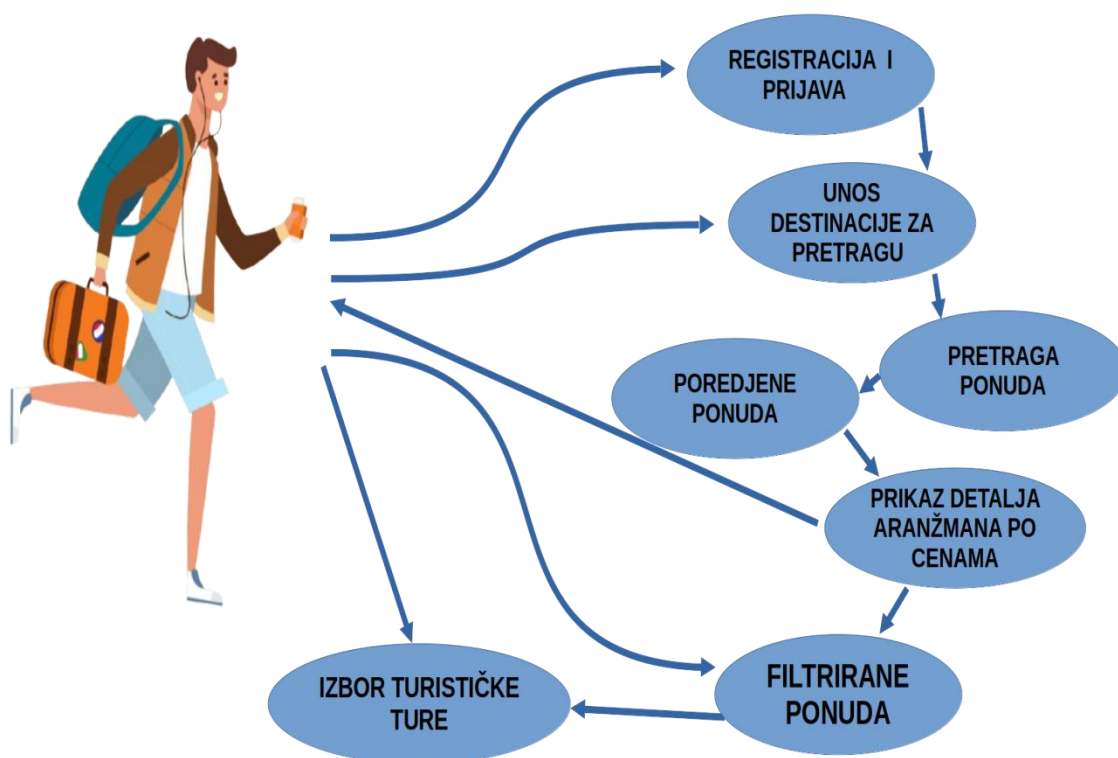 REGISTRACIJA I
PRIJAVA
UNOS
DESTINACIJE ZA
PRETRAGU
PRETRAGA
PONUDA
POREDJENE
PONUDA
PRIKAZ DETALJA
ARANŽMANA PO
CENAMA
FILTRIRANE
PONUDA
IZBOR TURISTIČKE
TURE